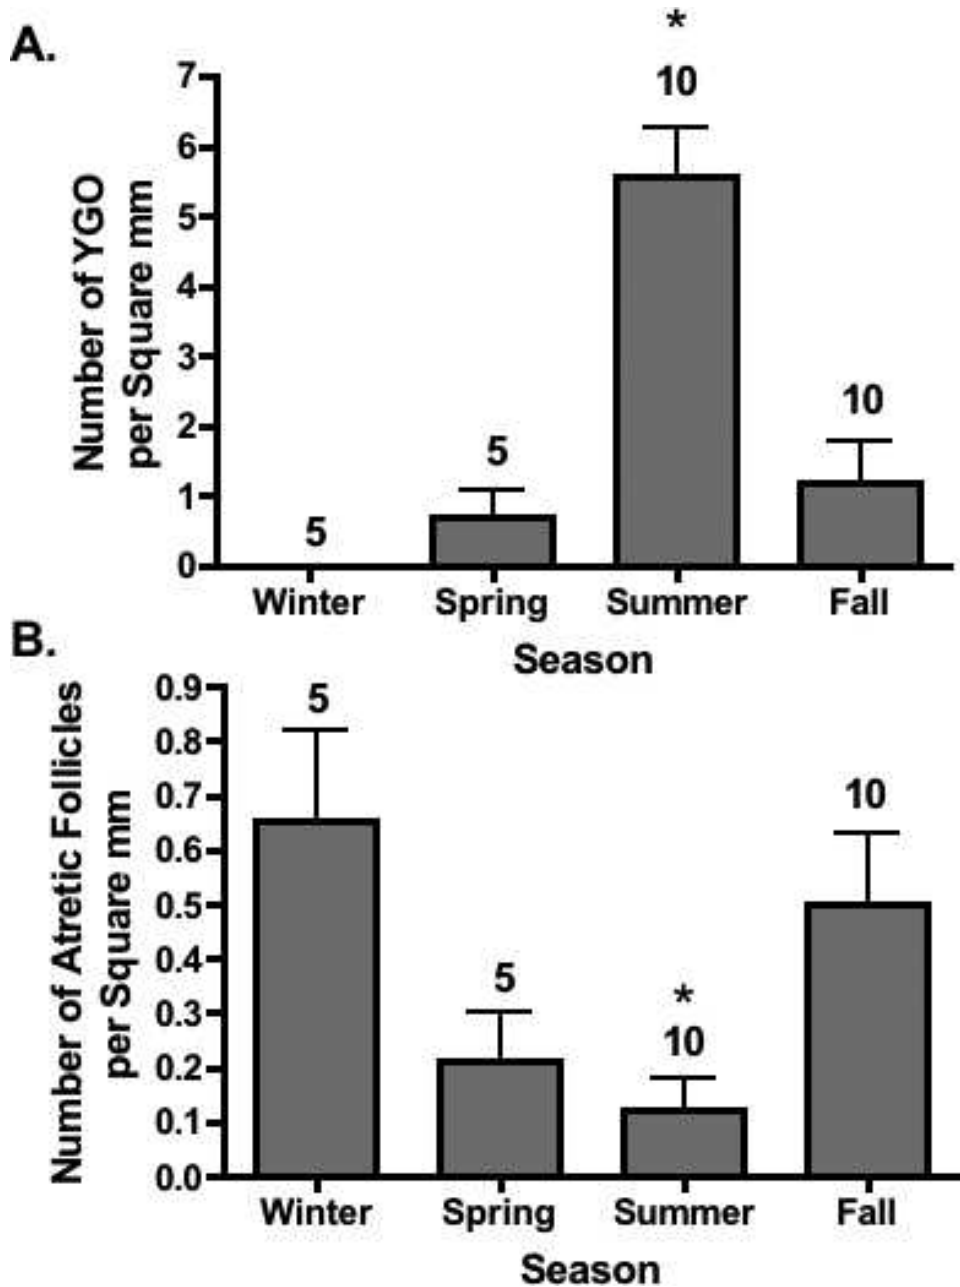 A.
*
10
7
6
5
4
3
2
1
0
Number of YGO
per Square mm
5
5
10
Winter Spring Summer Fall
Season
B.
0.9
0.8
0.7
0.6
0.5
0.4
0.3
0.2
0.1
0.0
Number of Atretic Follicles
per Square mm
5
5
*
10
10
Winter Spring Summer Fall
Season